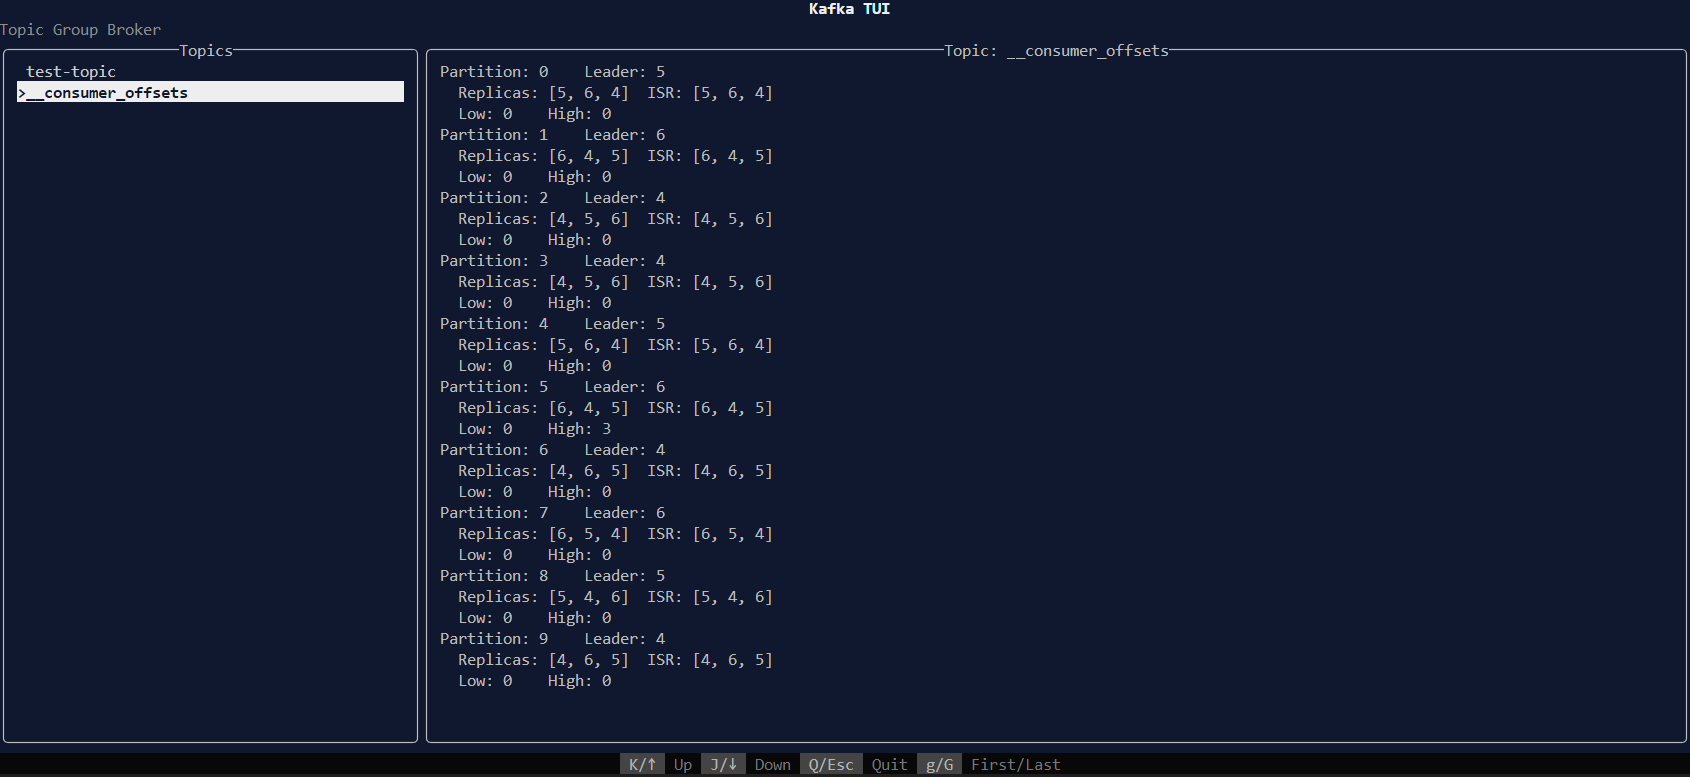 Kafka TUI
Topic Group Broker
Topics
test-topic
>__consumer_offsets
Topic: __consumer_offsets
Partition: 0    Leader: 5
  Replicas: [5, 6, 4]  ISR: [5, 6, 4]
  Low: 0    High: 0
Partition: 1    Leader: 6
  Replicas: [6, 4, 5]  ISR: [6, 4, 5]
  Low: 0    High: 0
Partition: 2    Leader: 4
  Replicas: [4, 5, 6]  ISR: [4, 5, 6]
  Low: 0    High: 0
Partition: 3    Leader: 4
  Replicas: [4, 5, 6]  ISR: [4, 5, 6]
  Low: 0    High: 0
Partition: 4    Leader: 5
  Replicas: [5, 6, 4]  ISR: [5, 6, 4]
  Low: 0    High: 0
Partition: 5    Leader: 6
  Replicas: [6, 4, 5]  ISR: [6, 4, 5]
  Low: 0    High: 3
Partition: 6    Leader: 4
  Replicas: [4, 6, 5]  ISR: [4, 6, 5]
  Low: 0    High: 0
Partition: 7    Leader: 6
  Replicas: [6, 5, 4]  ISR: [6, 5, 4]
  Low: 0    High: 0
Partition: 8    Leader: 5
  Replicas: [5, 4, 6]  ISR: [5, 4, 6]
  Low: 0    High: 0
Partition: 9    Leader: 4
  Replicas: [4, 6, 5]  ISR: [4, 6, 5]
  Low: 0    High: 0
K/↑ Up J/↓ Down Q/Esc Quit g/G First/Last